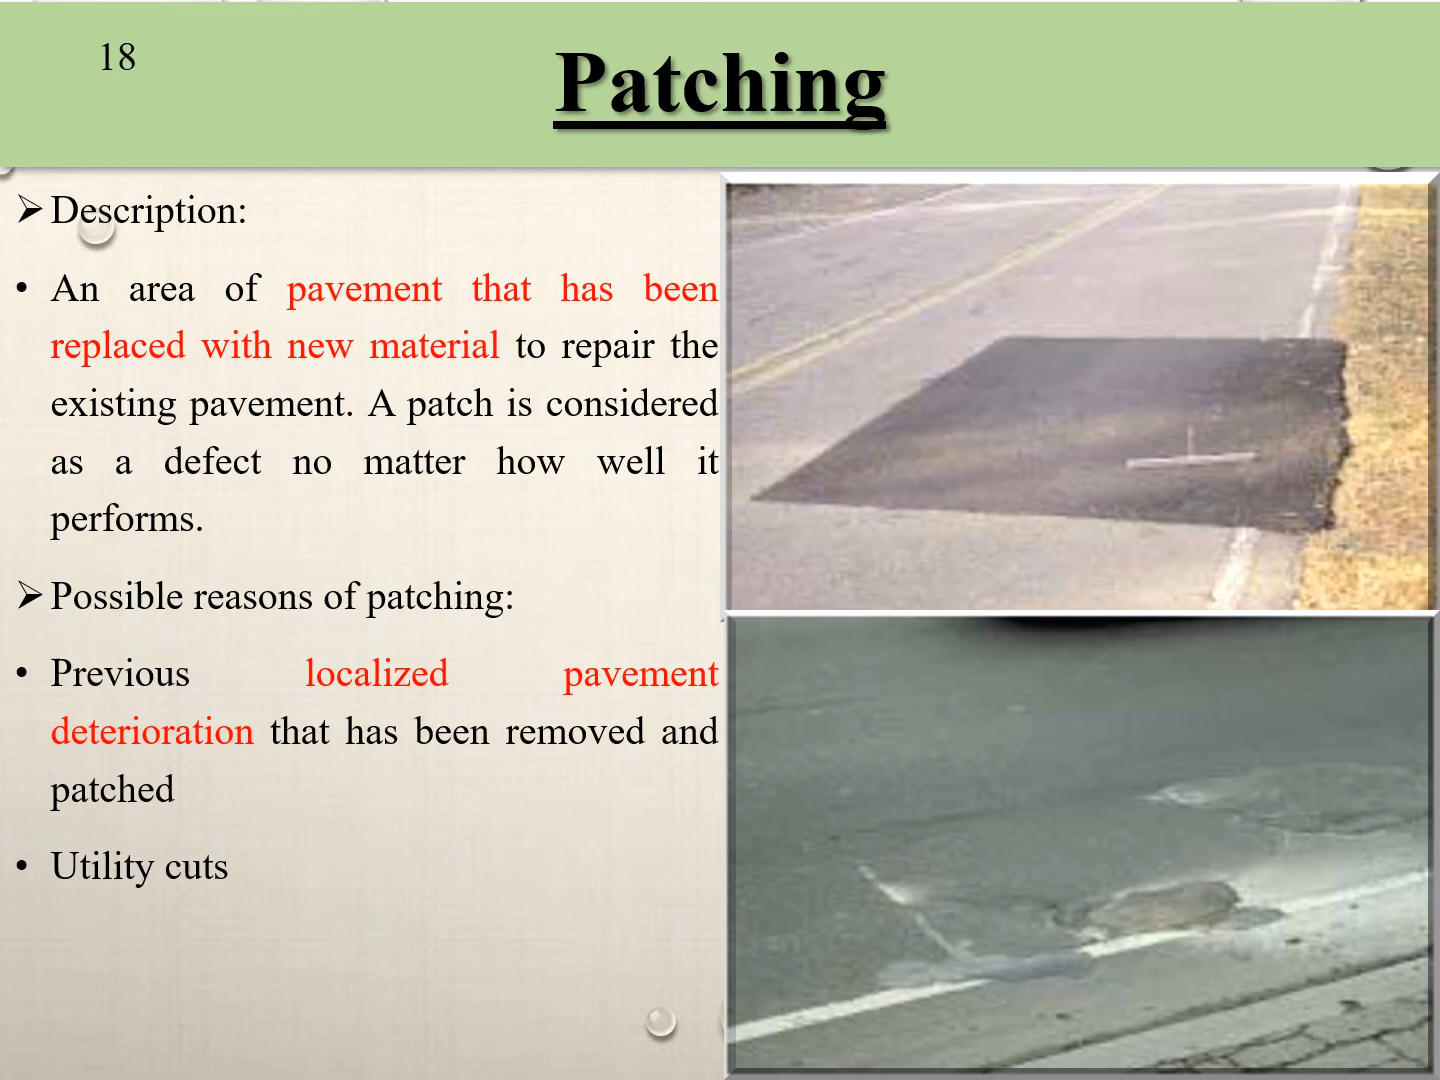 18
Patching
➢ Description:
• An area of pavement that has been
replaced with new material to repair the
existing pavement. A patch is considered
as a defect no matter how well it
performs.
➢ Possible reasons of patching:
• Previous localized pavement
deterioration that has been removed and
patched
• Utility cuts